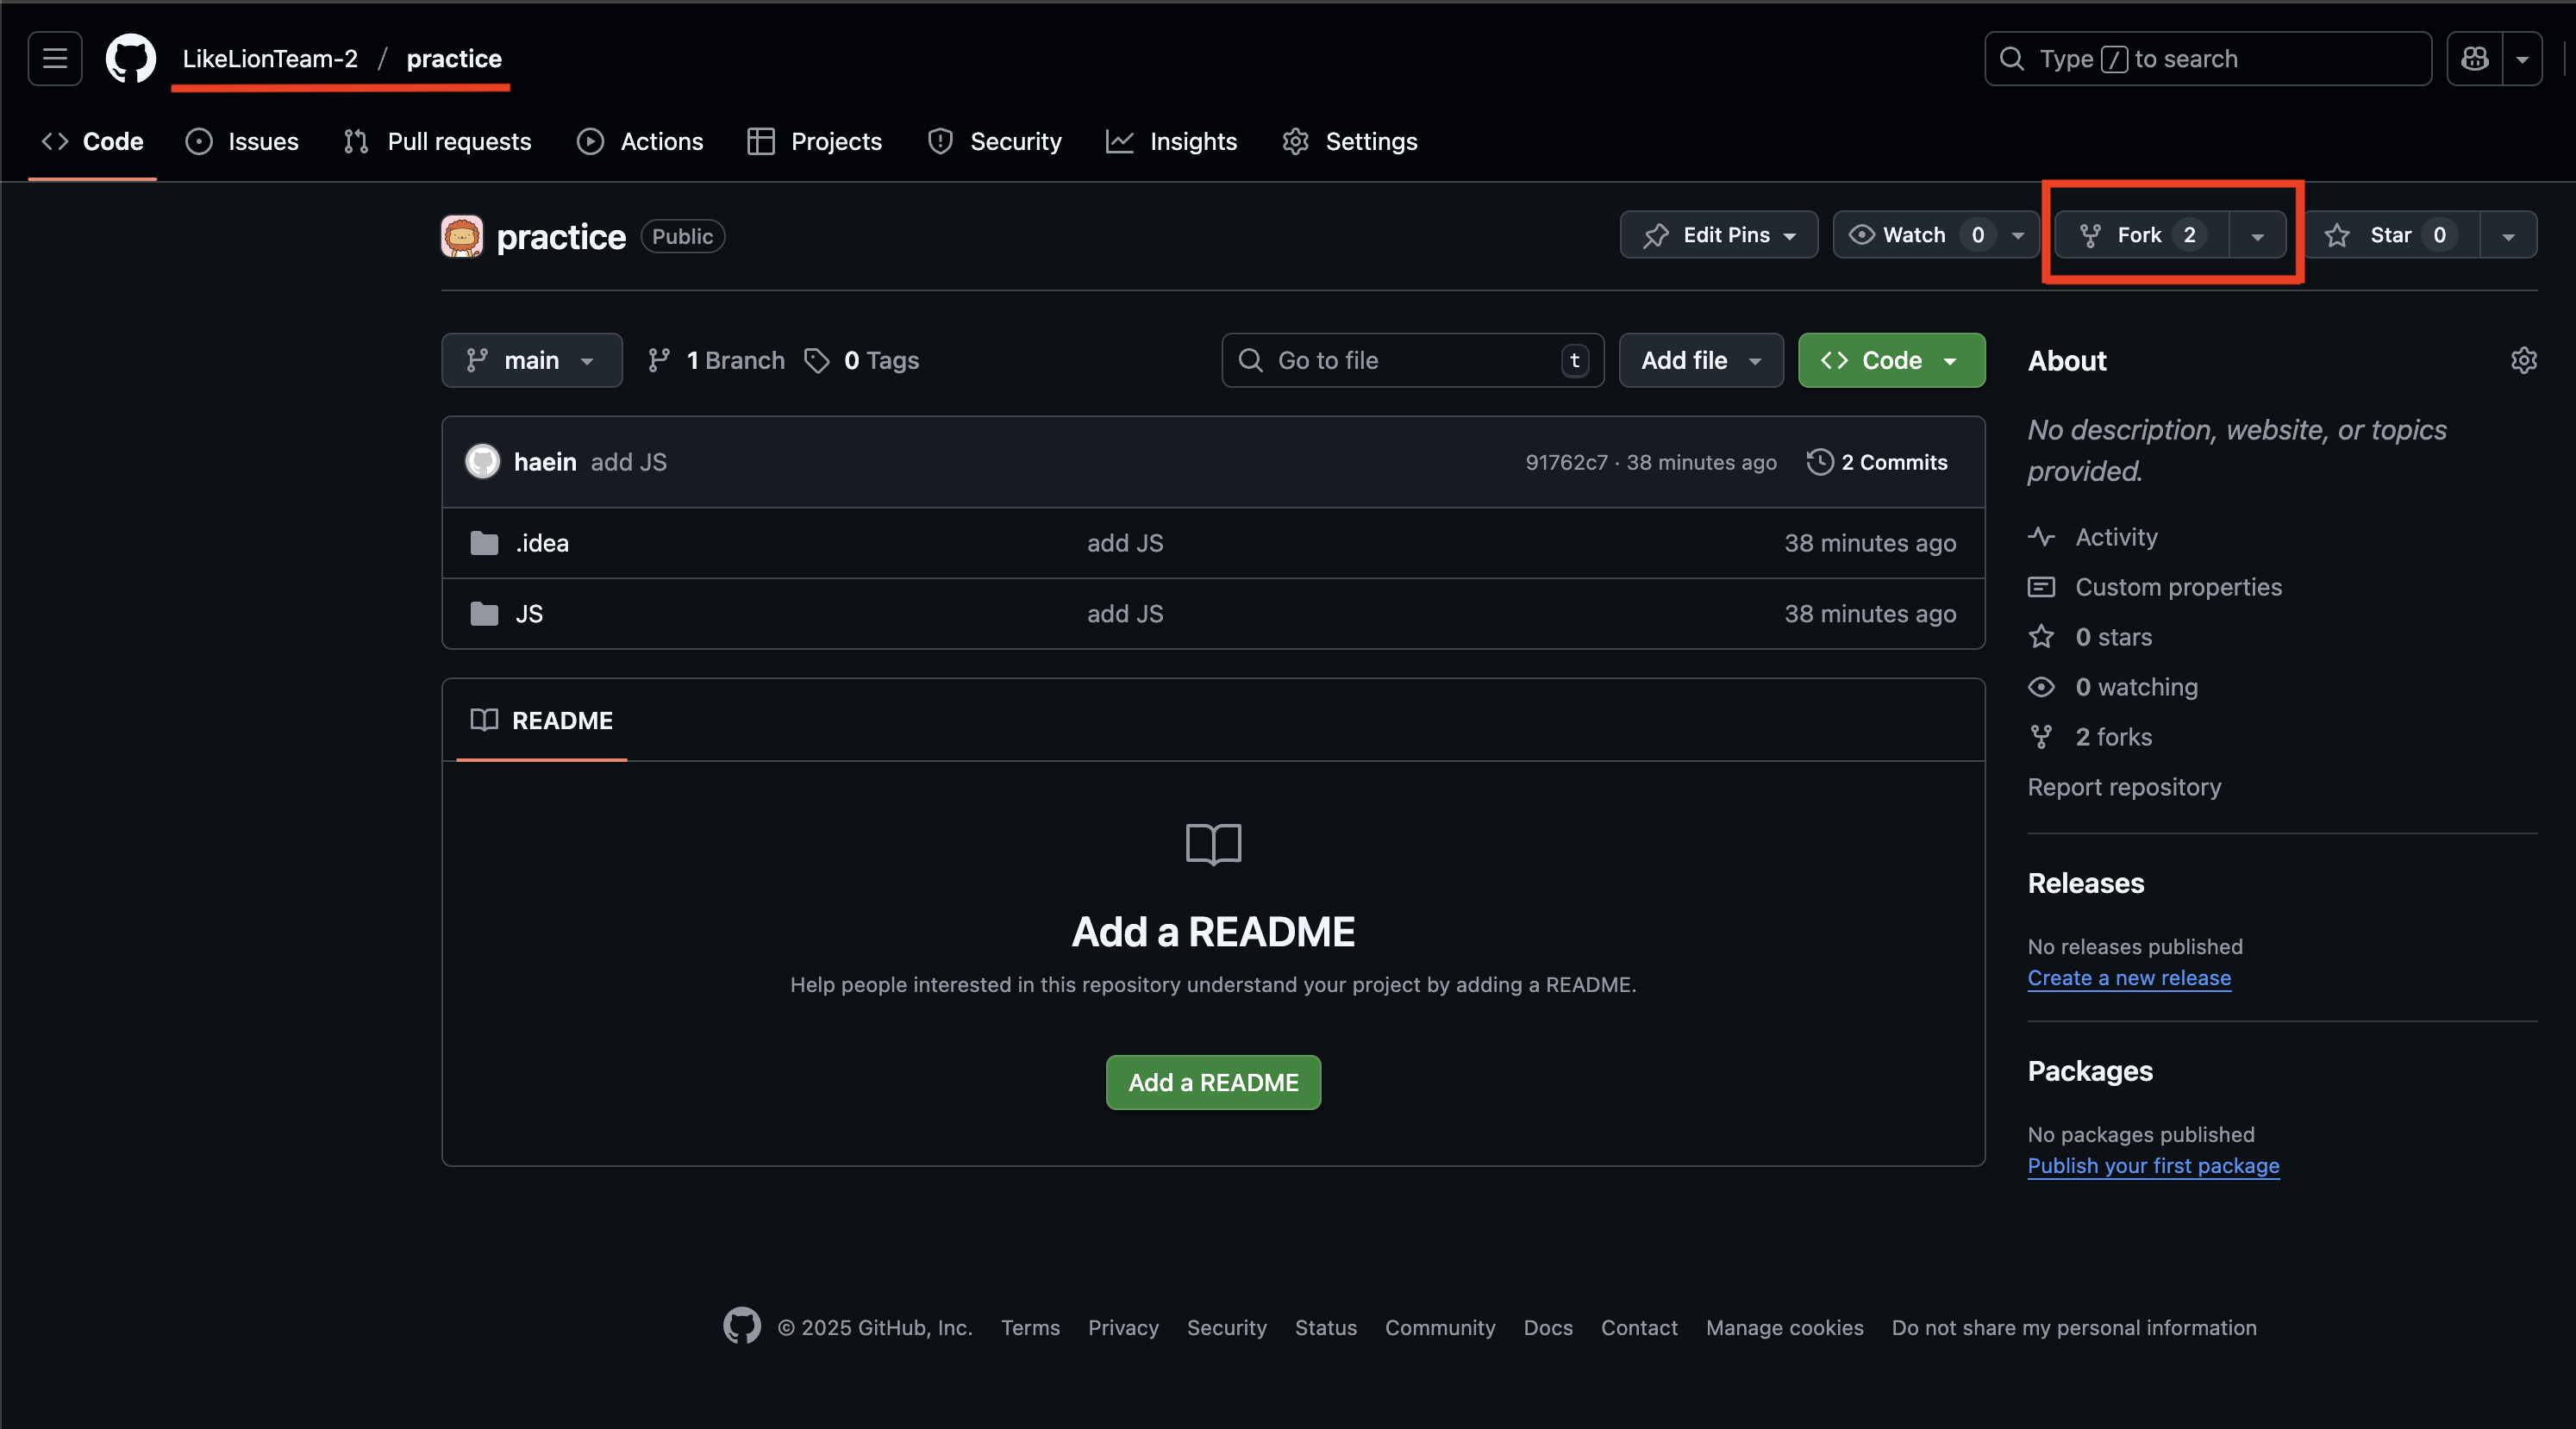 LikeLionTeam-2 / practice
Type / to search
Code Issues Pull requests Actions Projects Security Insights Settings
practice Public
Edit Pins Watch 0 Fork 2 Star 0
main 1 Branch 0 Tags
Go to file t Add file Code
haein add JS 91762c7 · 38 minutes ago 2 Commits
.idea add JS 38 minutes ago
JS add JS 38 minutes ago
README
Add a README
Help people interested in this repository understand your project by adding a README.
Add a README
About
No description, website, or topics
provided.
Activity
Custom properties
0 stars
0 watching
2 forks
Report repository
Releases
No releases published
Create a new release
Packages
No packages published
Publish your first package
© 2025 GitHub, Inc. Terms Privacy Security Status Community Docs Contact Manage cookies Do not share my personal information